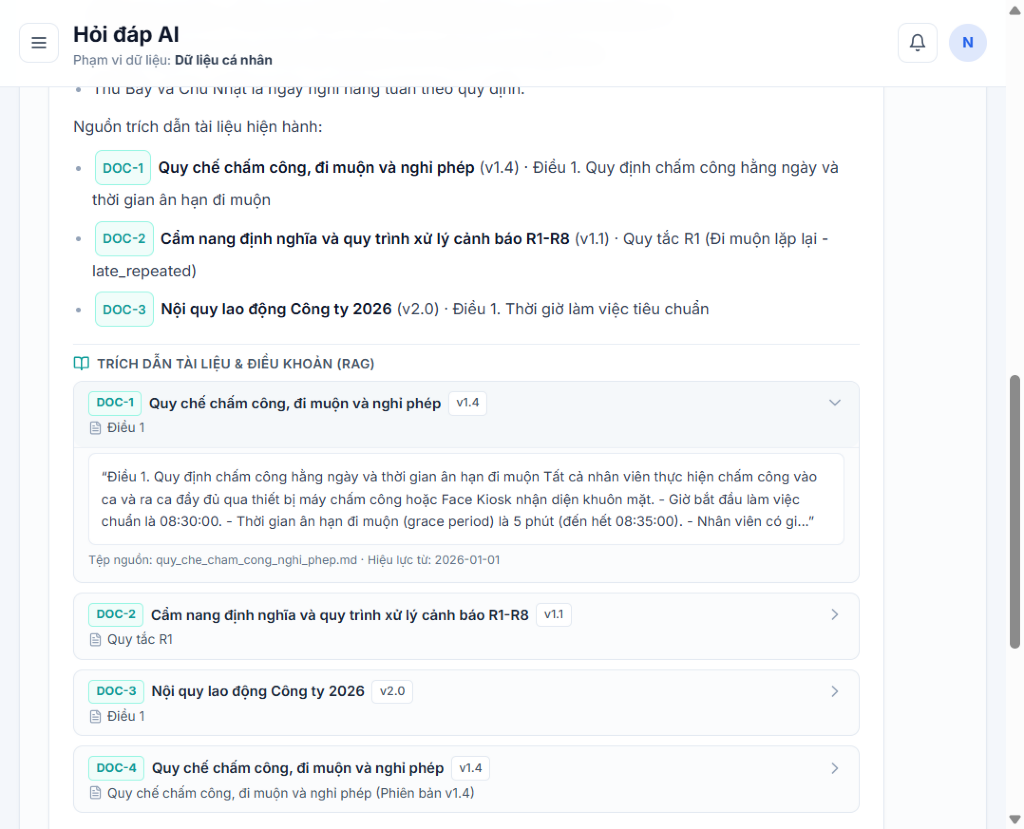 Hỏi đáp AI
Phạm vi dữ liệu: Dữ liệu cá nhân
N
Thứ Bảy và Chủ Nhật là ngày nghỉ hằng tuần theo quy định.
Nguồn trích dẫn tài liệu hiện hành:
DOC-1 Quy chế chấm công, đi muộn và nghỉ phép (v1.4) · Điều 1. Quy định chấm công hằng ngày và
thời gian ân hạn đi muộn
DOC-2 Cẩm nang định nghĩa và quy trình xử lý cảnh báo R1-R8 (v1.1) · Quy tắc R1 (Đi muộn lặp lại -
late_repeated)
DOC-3 Nội quy lao động Công ty 2026 (v2.0) · Điều 1. Thời giờ làm việc tiêu chuẩn
TRÍCH DẪN TÀI LIỆU & ĐIỀU KHOẢN (RAG)
DOC-1 Quy chế chấm công, đi muộn và nghỉ phép v1.4
Điều 1
“Điều 1. Quy định chấm công hằng ngày và thời gian ân hạn đi muộn Tất cả nhân viên thực hiện chấm công vào
ca và ra ca đầy đủ qua thiết bị máy chấm công hoặc Face Kiosk nhận diện khuôn mặt. - Giờ bắt đầu làm việc
chuẩn là 08:30:00. - Thời gian ân hạn đi muộn (grace period) là 5 phút (đến hết 08:35:00). - Nhân viên có gi...”
Tệp nguồn: quy_che_cham_cong_nghi_phep.md · Hiệu lực từ: 2026-01-01
DOC-2 Cẩm nang định nghĩa và quy trình xử lý cảnh báo R1-R8 v1.1
Quy tắc R1
DOC-3 Nội quy lao động Công ty 2026 v2.0
Điều 1
DOC-4 Quy chế chấm công, đi muộn và nghỉ phép v1.4
Quy chế chấm công, đi muộn và nghỉ phép (Phiên bản v1.4)